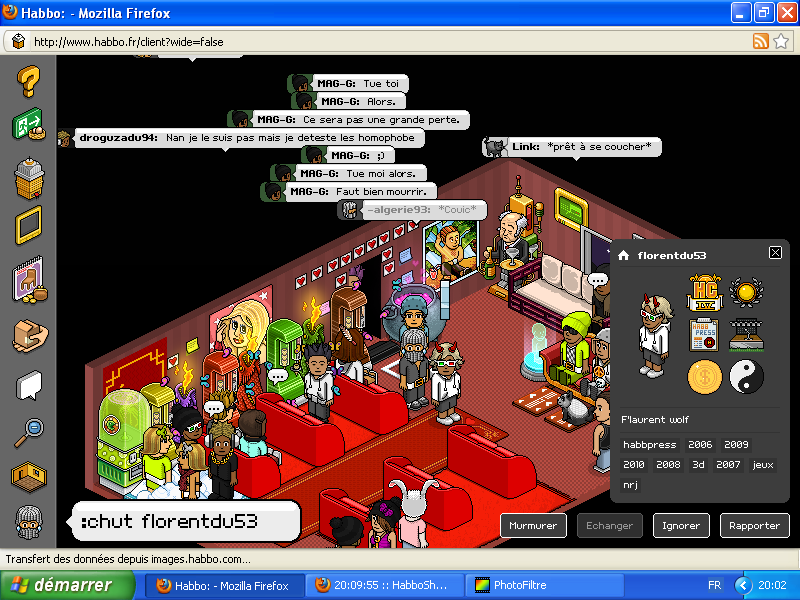 Habbo: - Mozilla Firefox
http://www.habbo.fr/client?wide=false
MAG-G: Tue toi
MAG-G: Alors.
MAG-G: Ce sera pas une grande perte.
droguzadu94: Nan je le suis pas mais je deteste les homophobe
Link: *prêt à se coucher*
MAG-G: ;)
MAG-G: Tue moi alors.
MAG-G: Faut bien mourrir.
-algerie93: *Couic*
florentdu53
HC
HABB
PRESS
F'laurent wolf
habbpress 2006 2009
2010 2008 3d 2007 jeux
nrj
:chut florentdu53
Murmurer Echanger Ignorer Rapporter
Transfert des données depuis images.habbo.com...
démarrer Habbo: - Mozilla Firefox 20:09:55 :: HabboSh... PhotoFiltre FR 20:02